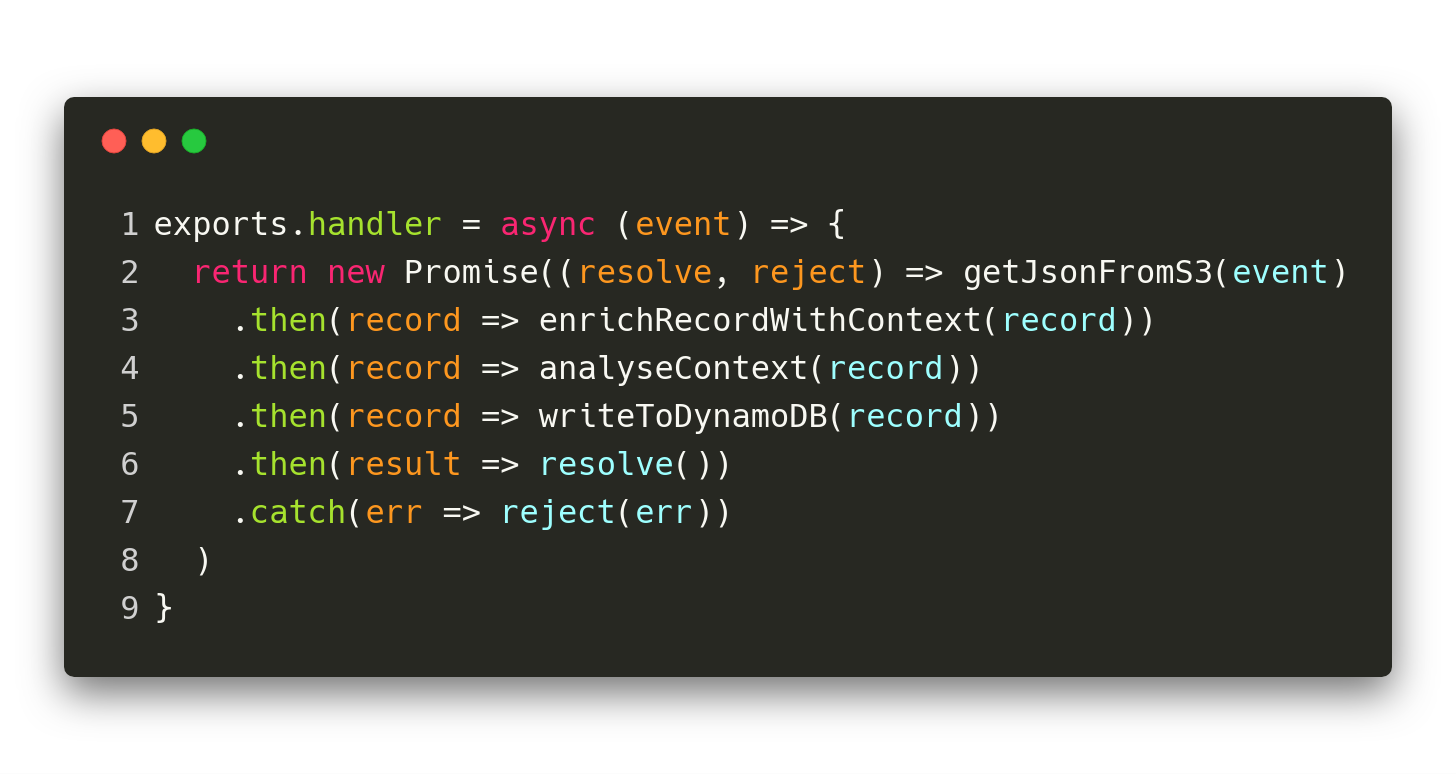 1 exports.handler = async (event) => {
2   return new Promise((resolve, reject) => getJsonFromS3(event)
3     .then(record => enrichRecordWithContext(record))
4     .then(record => analyseContext(record))
5     .then(record => writeToDynamoDB(record))
6     .then(result => resolve())
7     .catch(err => reject(err))
8   )
9 }